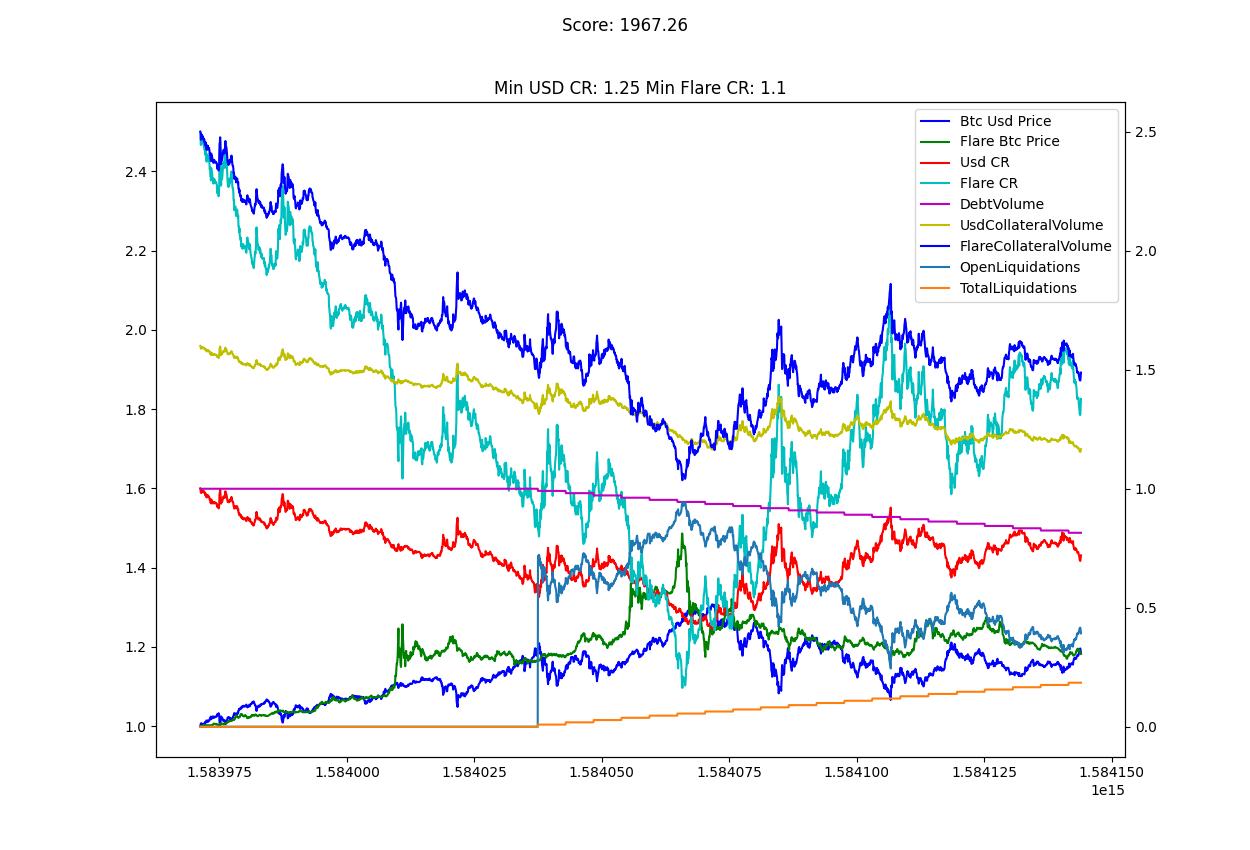 Score: 1967.26
Min USD CR: 1.25 Min Flare CR: 1.1
Btc Usd Price
Flare Btc Price
Usd CR
Flare CR
DebtVolume
UsdCollateralVolume
FlareCollateralVolume
OpenLiquidations
TotalLiquidations
2.4
2.2
2.0
1.8
1.6
1.4
1.2
1.0
2.5
2.0
1.5
1.0
0.5
0.0
1.583975
1.584000
1.584025
1.584050
1.584075
1.584100
1.584125
1.584150
1e15